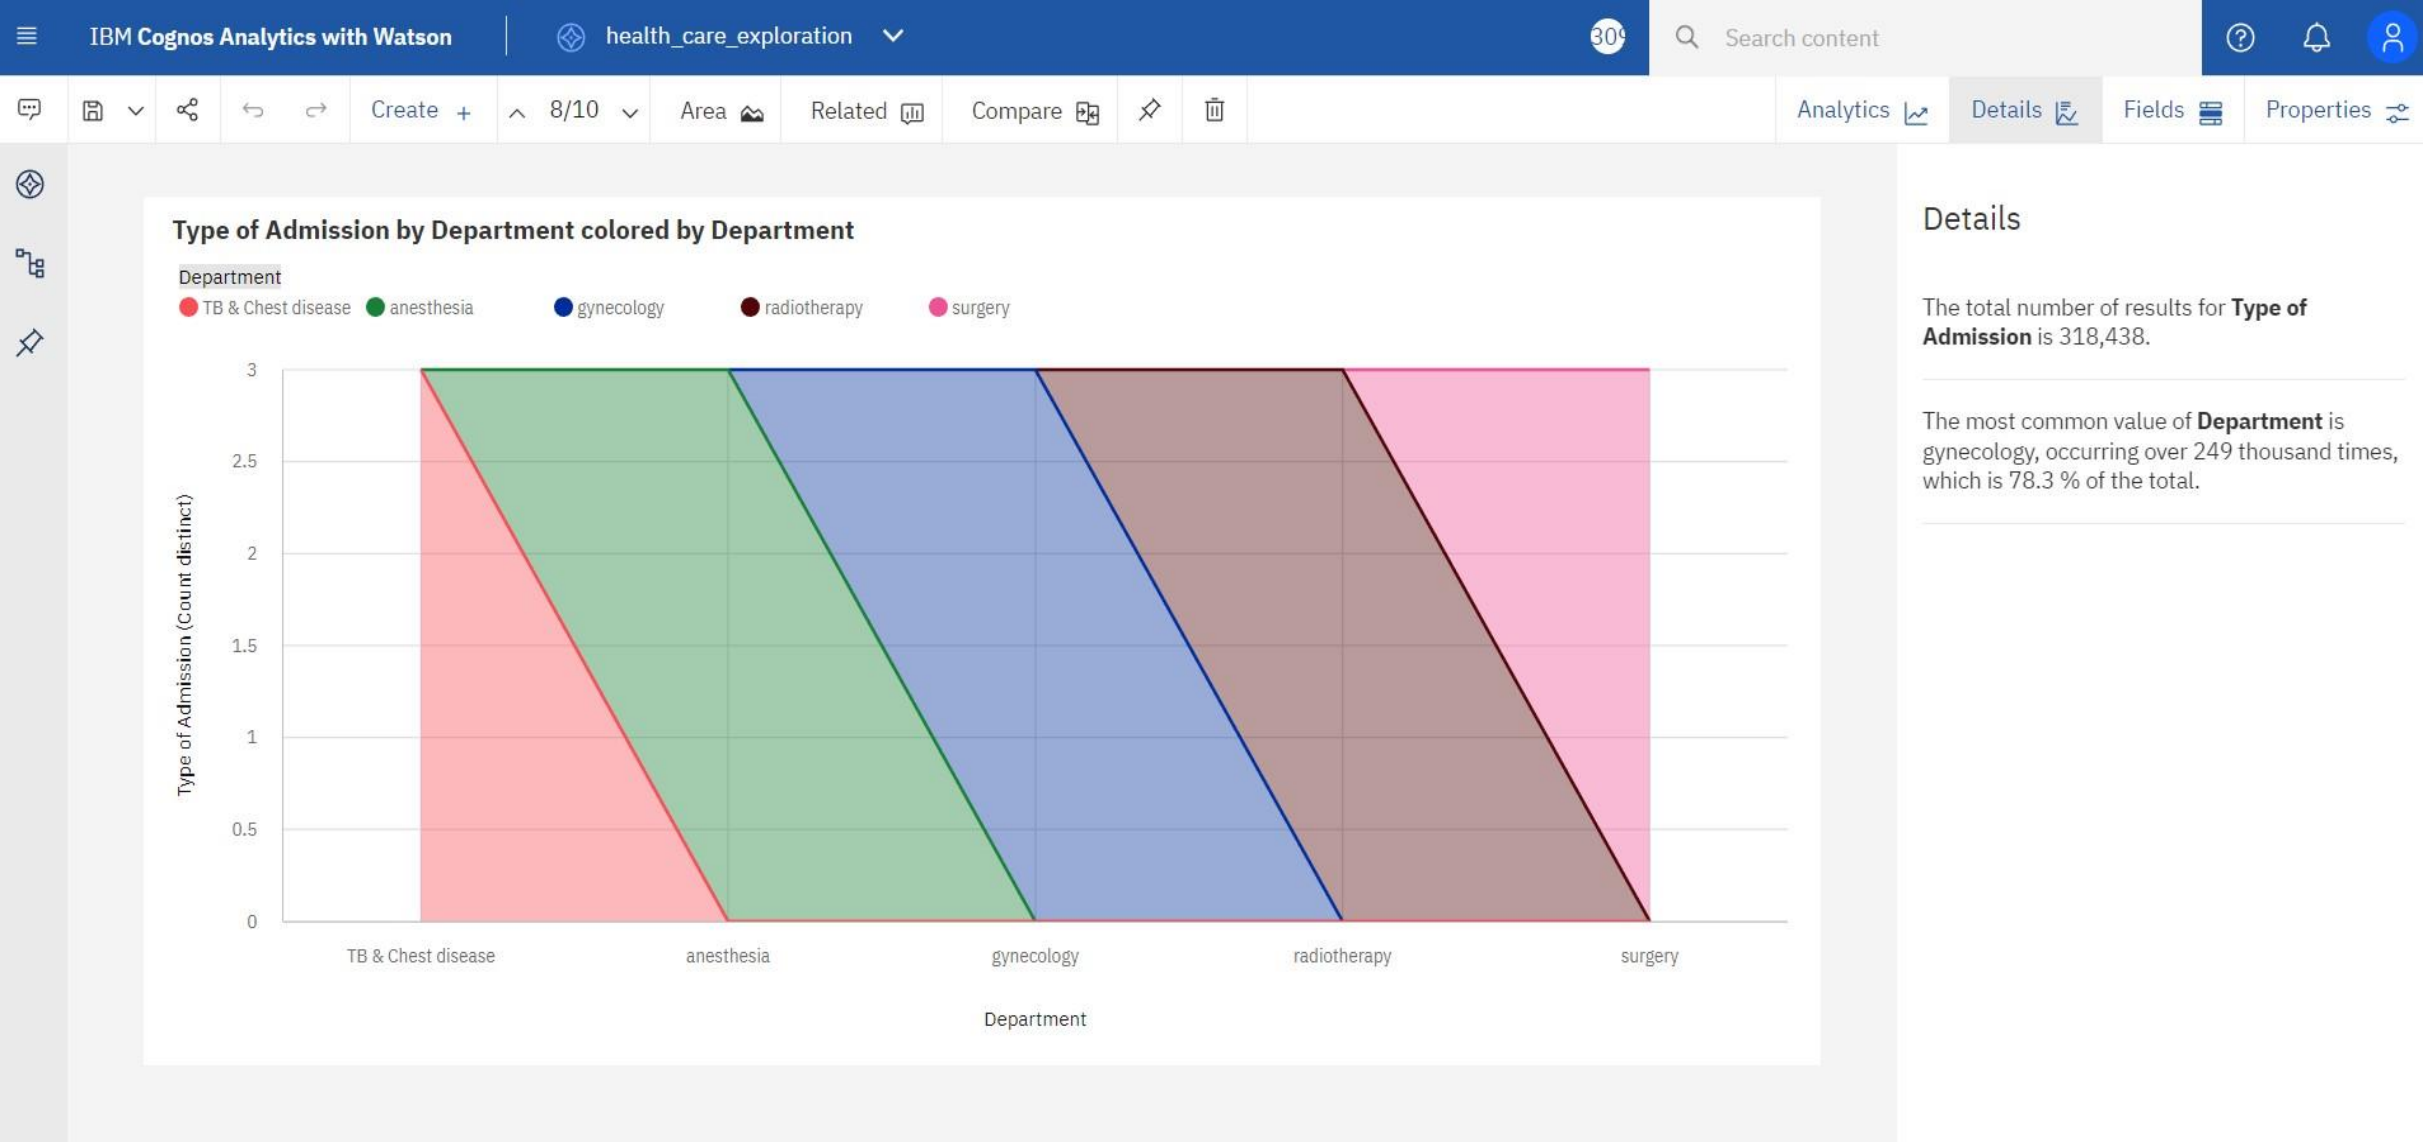 IBM Cognos Analytics with Watson
health_care_exploration
Search content
Create +
8/10
Area
Related
Compare
Analytics
Details
Fields
Properties
Type of Admission by Department colored by Department
Department
TB & Chest disease anesthesia gynecology radiotherapy surgery
3
2.5
2
1.5
1
0.5
0
Type of Admission (Count distinct)
TB & Chest disease anesthesia gynecology radiotherapy surgery
Department
Details
The total number of results for Type of
Admission is 318,438.
The most common value of Department is
gynecology, occurring over 249 thousand times,
which is 78.3 % of the total.